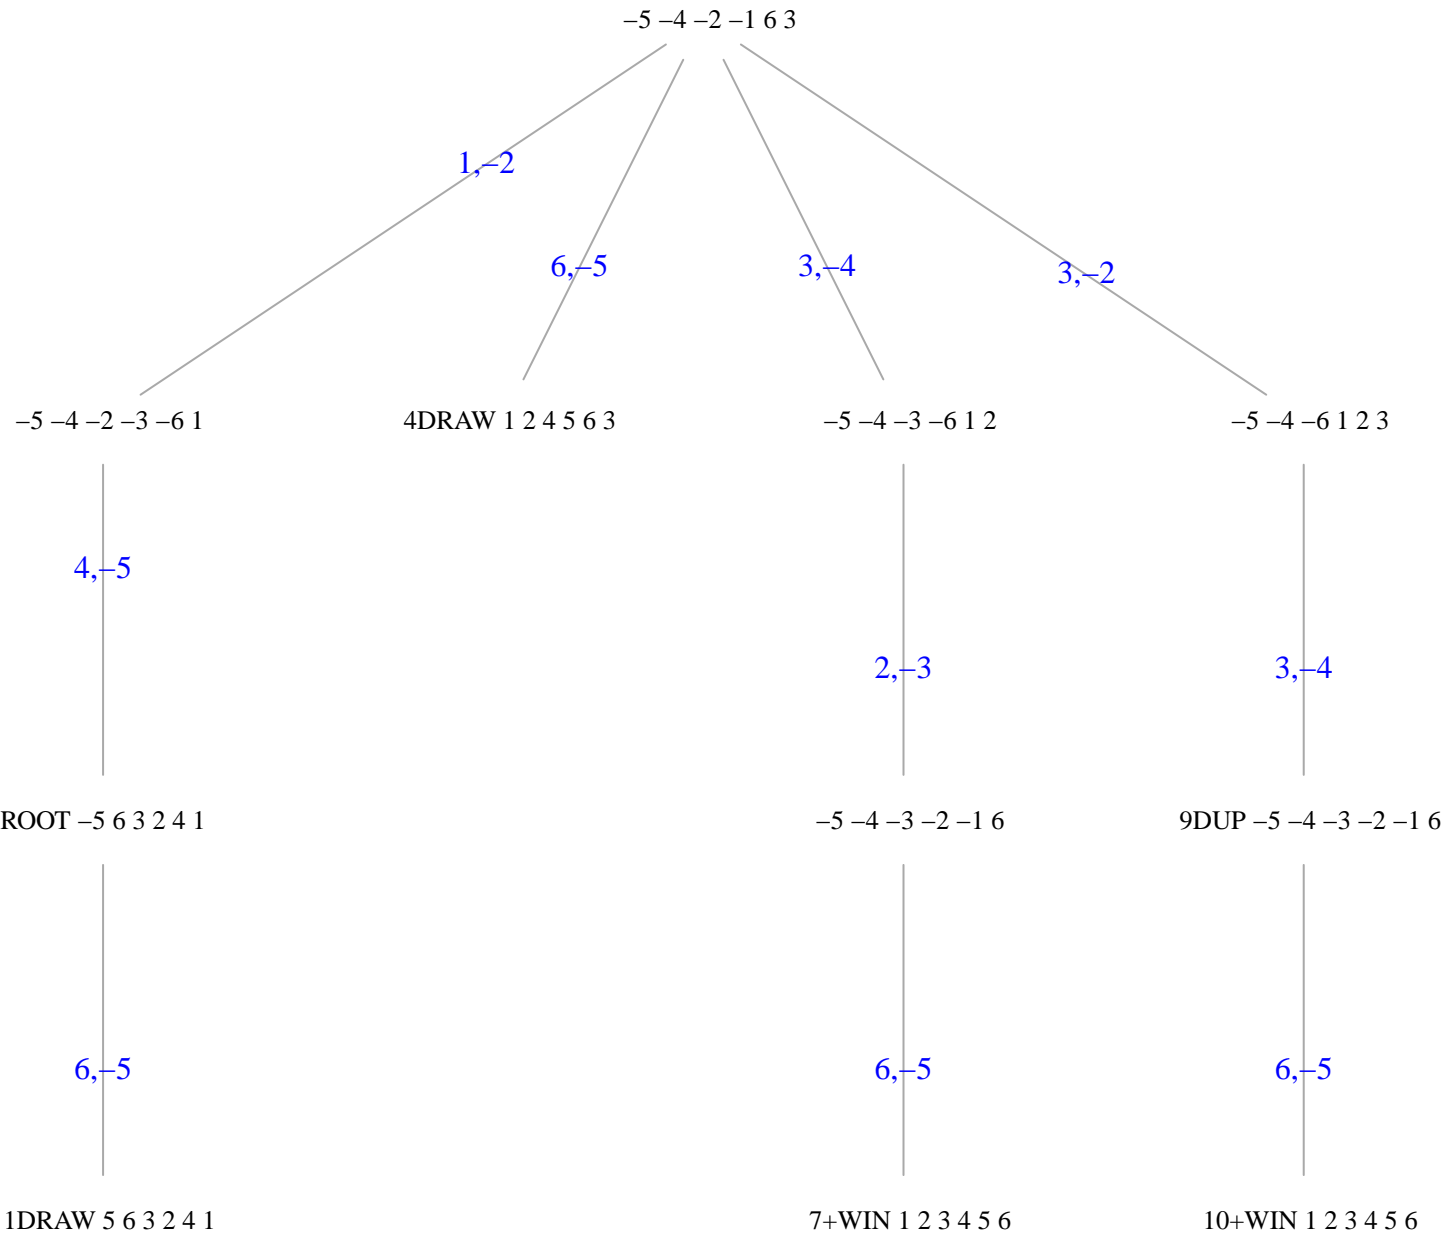 –5 –4 –2 –1 6 3
1,–2
6,–5
3,–4
3,–2
–5 –4 –2 –3 –6 1
4DRAW 1 2 4 5 6 3
–5 –4 –3 –6 1 2
–5 –4 –6 1 2 3
4,–5
2,–3
3,–4
ROOT –5 6 3 2 4 1
–5 –4 –3 –2 –1 6
9DUP –5 –4 –3 –2 –1 6
6,–5
6,–5
6,–5
1DRAW 5 6 3 2 4 1
7+WIN 1 2 3 4 5 6
10+WIN 1 2 3 4 5 6